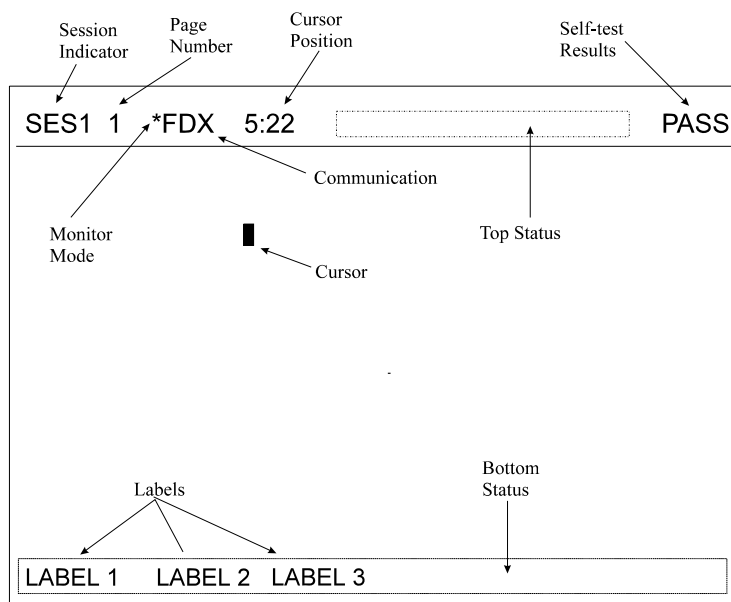 Session
Indicator
Page
Number
Cursor
Position
Self-test
Results
SES1 1 *FDX 5:22 PASS
Communication
Monitor
Mode
Top Status
Cursor
Labels
Bottom
Status
LABEL 1 LABEL 2 LABEL 3